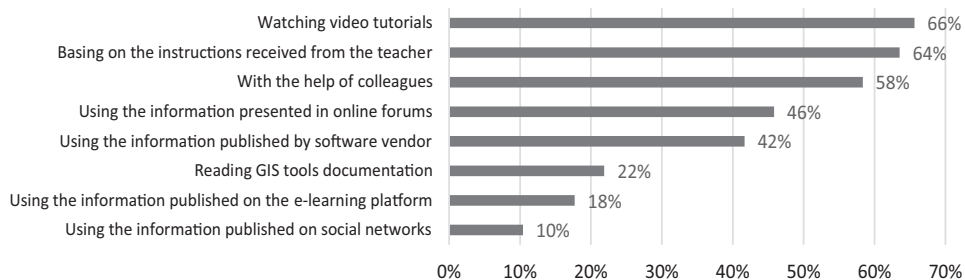 Watching video tutorials 66%
Basing on the instructions received from the teacher 64%
With the help of colleagues 58%
Using the information presented in online forums 46%
Using the information published by software vendor 42%
Reading GIS tools documentation 22%
Using the information published on the e-learning platform 18%
Using the information published on social networks 10%
0% 10% 20% 30% 40% 50% 60% 70%